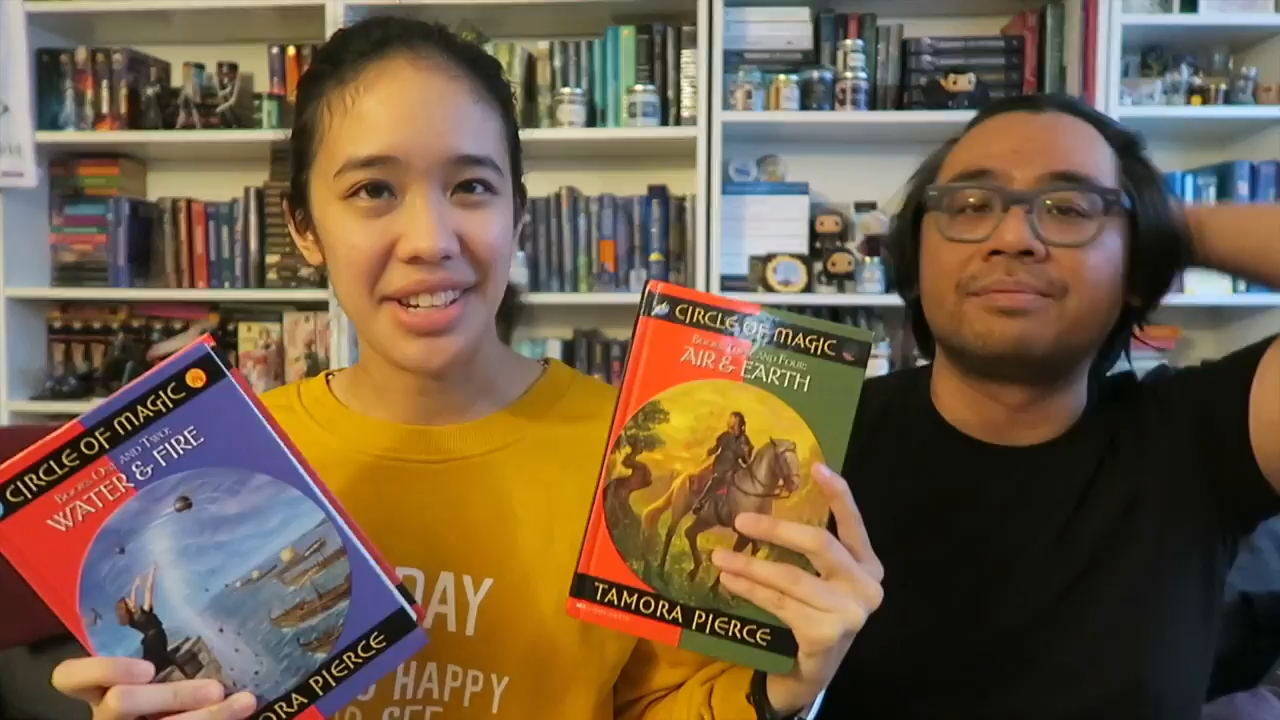 CIRCLE OF MAGIC
BOOKS ONE AND TWO:
WATER & FIRE
ORA PIERCE
CIRCLE OF MAGIC
AIR & EARTH
TAMORA PIERCE
DAY
HAPPY